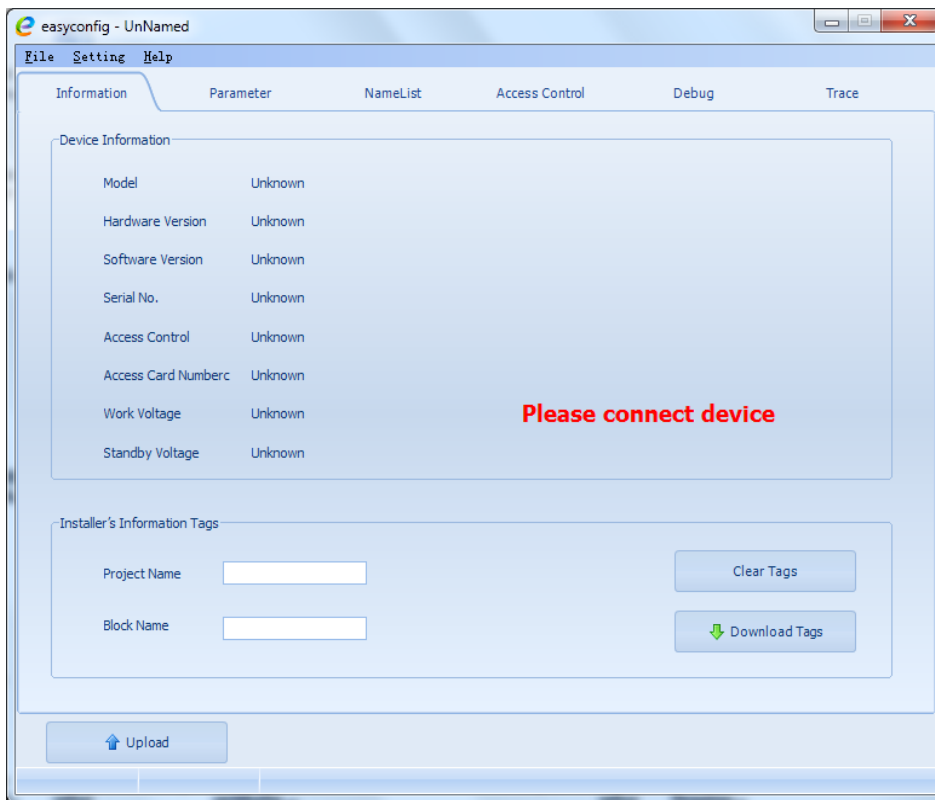 easyconfig - UnNamed
File Setting Help
Information Parameter NameList Access Control Debug Trace
Device Information
Model Unknown
Hardware Version Unknown
Software Version Unknown
Serial No. Unknown
Access Control Unknown
Access Card Numberc Unknown
Work Voltage Unknown
Please connect device
Standby Voltage Unknown
Installer's Information Tags
Project Name
Clear Tags
Block Name
Download Tags
Upload